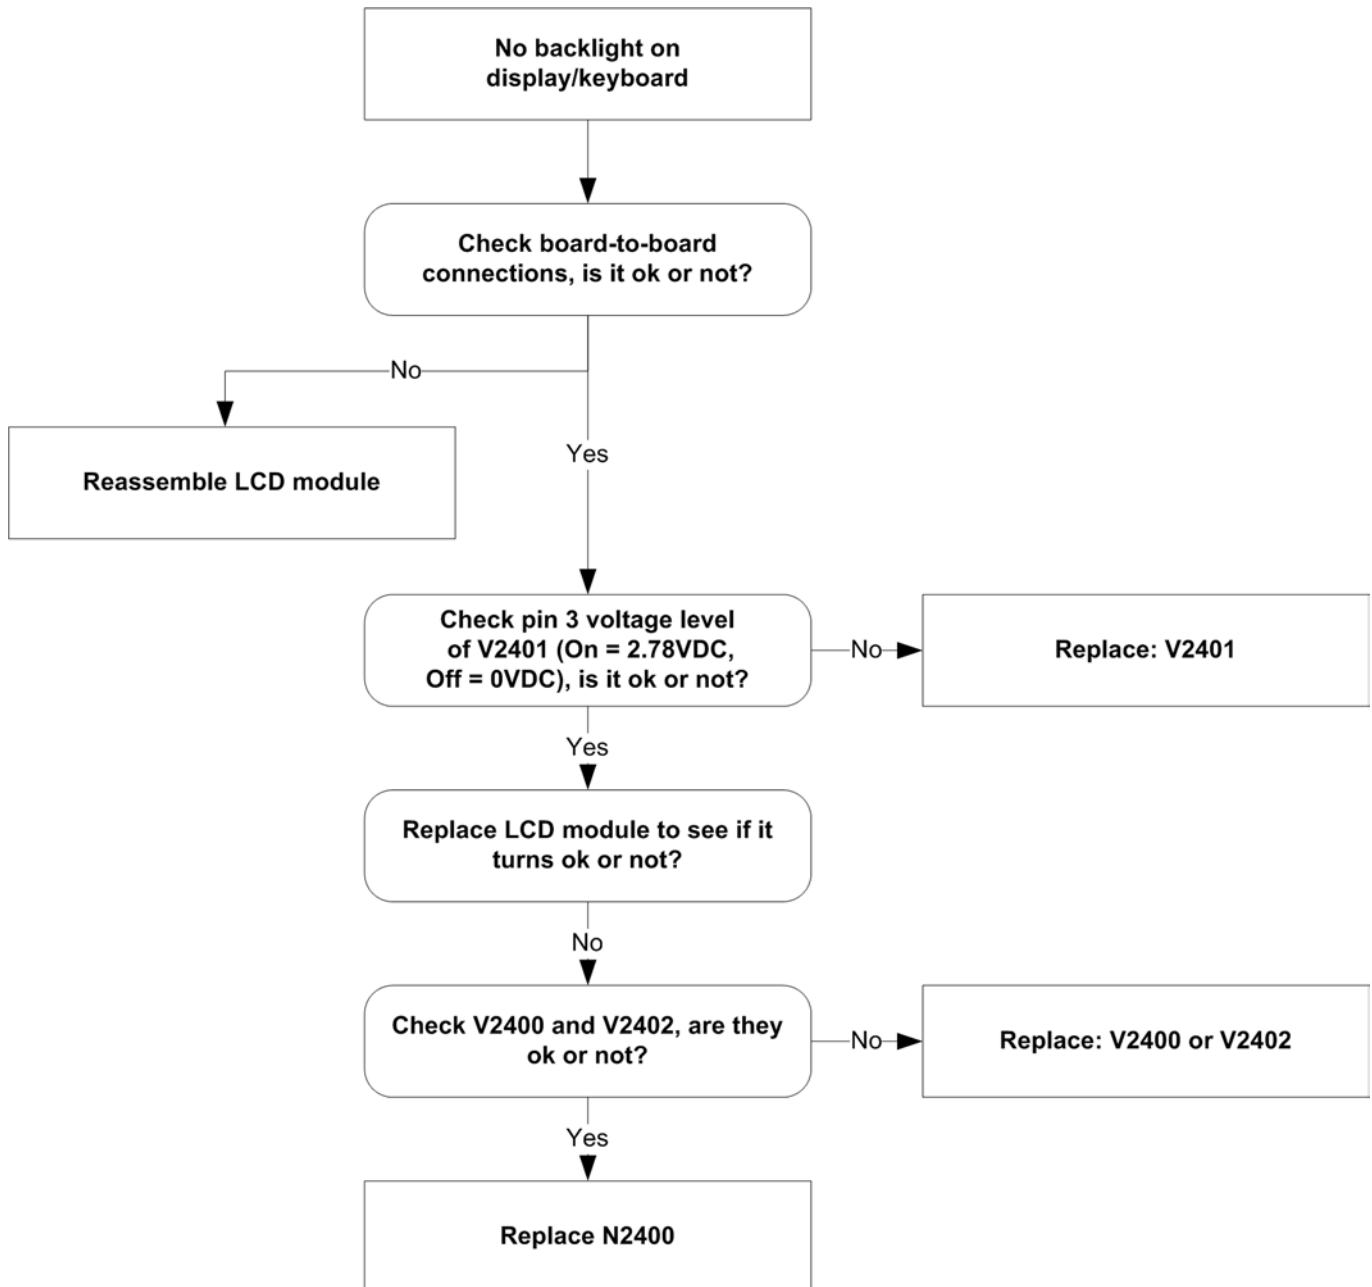 No backlight on
display/keyboard
Check board-to-board
connections, is it ok or not?
No
Reassemble LCD module
Yes
Check pin 3 voltage level
of V2401 (On = 2.78VDC,
Off = 0VDC), is it ok or not?
No
Replace: V2401
Yes
Replace LCD module to see if it
turns ok or not?
No
Check V2400 and V2402, are they
ok or not?
No
Replace: V2400 or V2402
Yes
Replace N2400